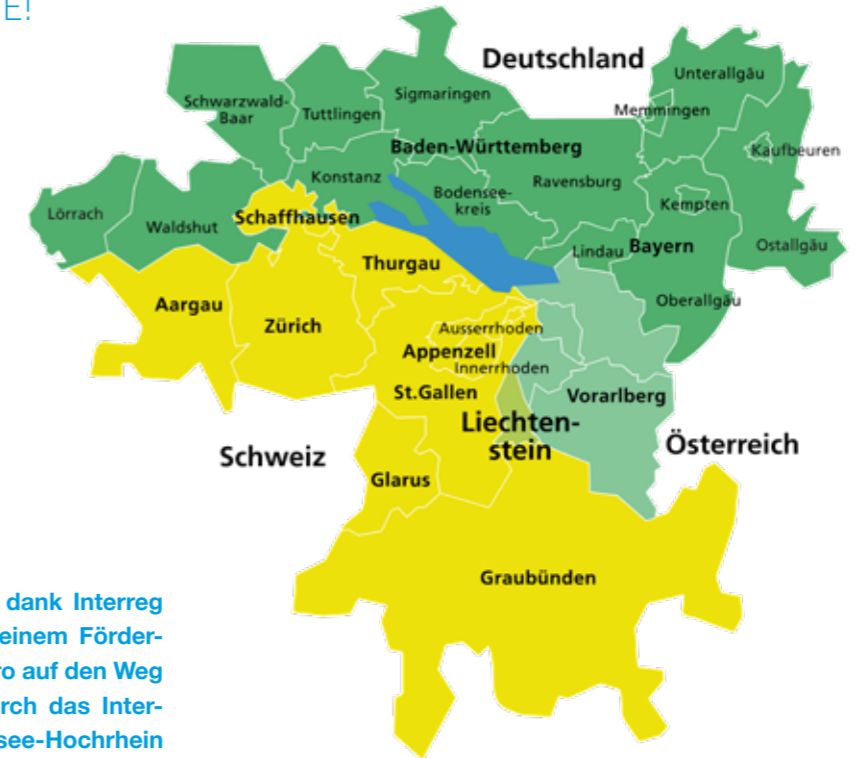 E!
Deutschland
Unterallgäu
Schwarzwald-
Baar
Tuttlingen
Sigmaringen
Memmingen
Baden-Württemberg
Kaufbeuren
Konstanz
Bodensee-
kreis
Ravensburg
Kempten
Lörrach
Waldshut
Schaffhausen
Lindau
Bayern
Ostallgäu
Thurgau
Aargau
Zürich
Oberallgäu
Ausserrhoden
Appenzell
Innerrhoden
St.Gallen
Vorarlberg
Liechten-
stein
Schweiz
Österreich
Glarus
Graubünden
dank Interreg
einem Förder-
ro auf den Weg
rch das Inter-
see-Hochrhein